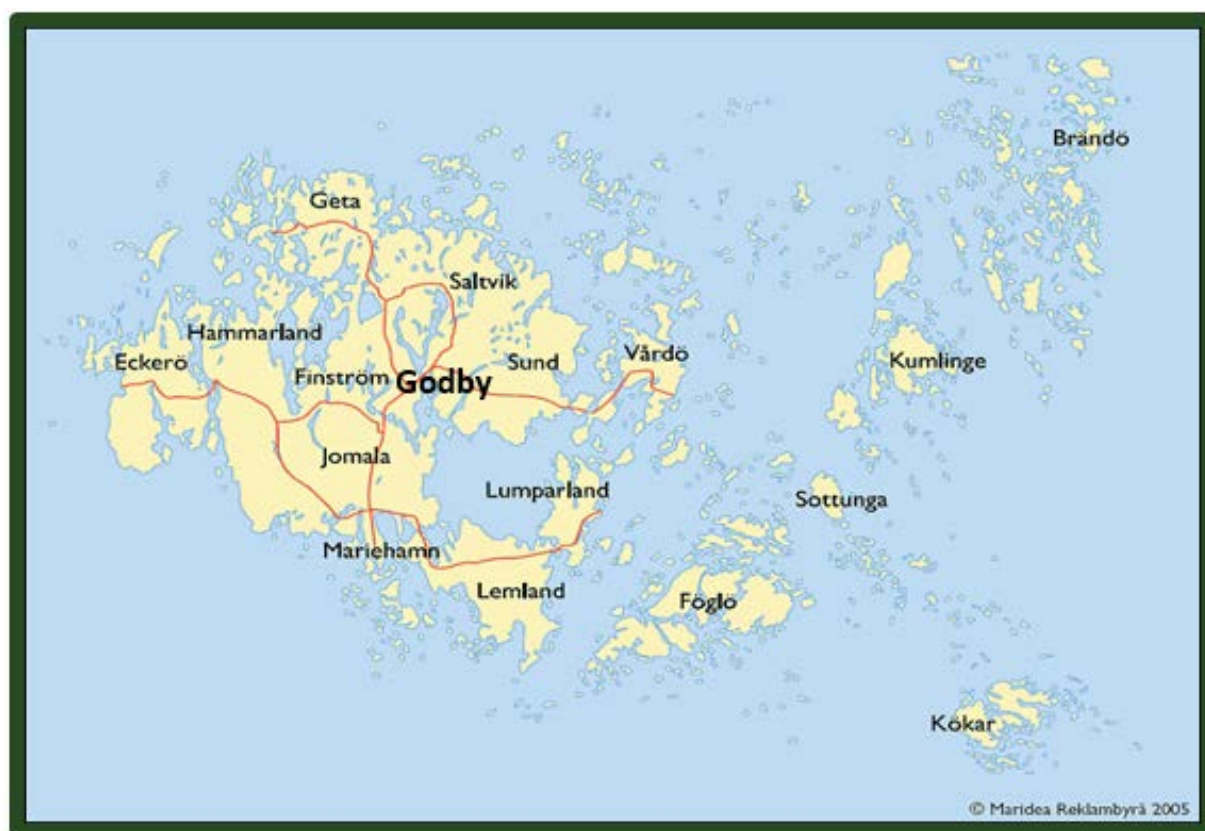 Brändö
Geta
Saltvik
Hammarland
Eckerö
Finström
Godby
Sund
Vårdö
Kumlinge
Jomala
Lumparland
Sottunga
Mariehamn
Lemland
Föglö
Kökar
© Maridea Reklambyrå 2005